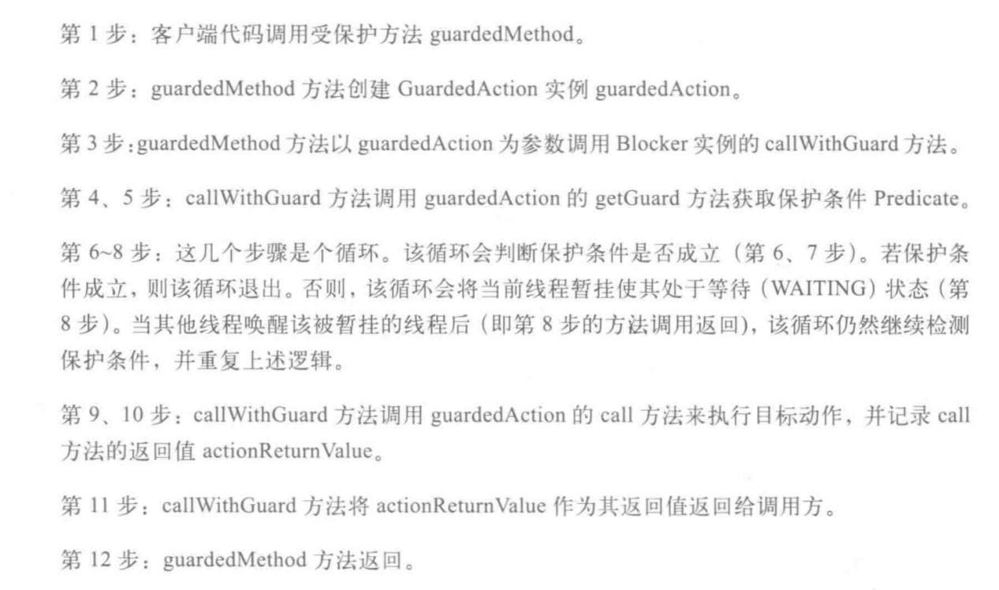 第 1 步：客户端代码调用受保护方法 guardedMethod。
第 2 步：guardedMethod 方法创建 GuardedAction 实例 guardedAction。
第 3 步:guardedMethod 方法以 guardedAction 为参数调用 Blocker 实例的 callWithGuard 方法。
第 4、5 步：callWithGuard 方法调用 guardedAction 的 getGuard 方法获取保护条件 Predicate。
第 6~8 步：这几个步骤是个循环。该循环会判断保护条件是否成立（第 6、7 步）。若保护条
件成立，则该循环退出。否则，该循环会将当前线程暂挂使其处于等待（WAITING）状态（第
8 步）。当其他线程唤醒该被暂挂的线程后（即第 8 步的方法调用返回），该循环仍然继续检测
保护条件，并重复上述逻辑。
第 9、10 步：callWithGuard 方法调用 guardedAction 的 call 方法来执行目标动作，并记录 call
方法的返回值 actionReturnValue。
第 11 步：callWithGuard 方法将 actionReturnValue 作为其返回值返回给调用方。
第 12 步：guardedMethod 方法返回。